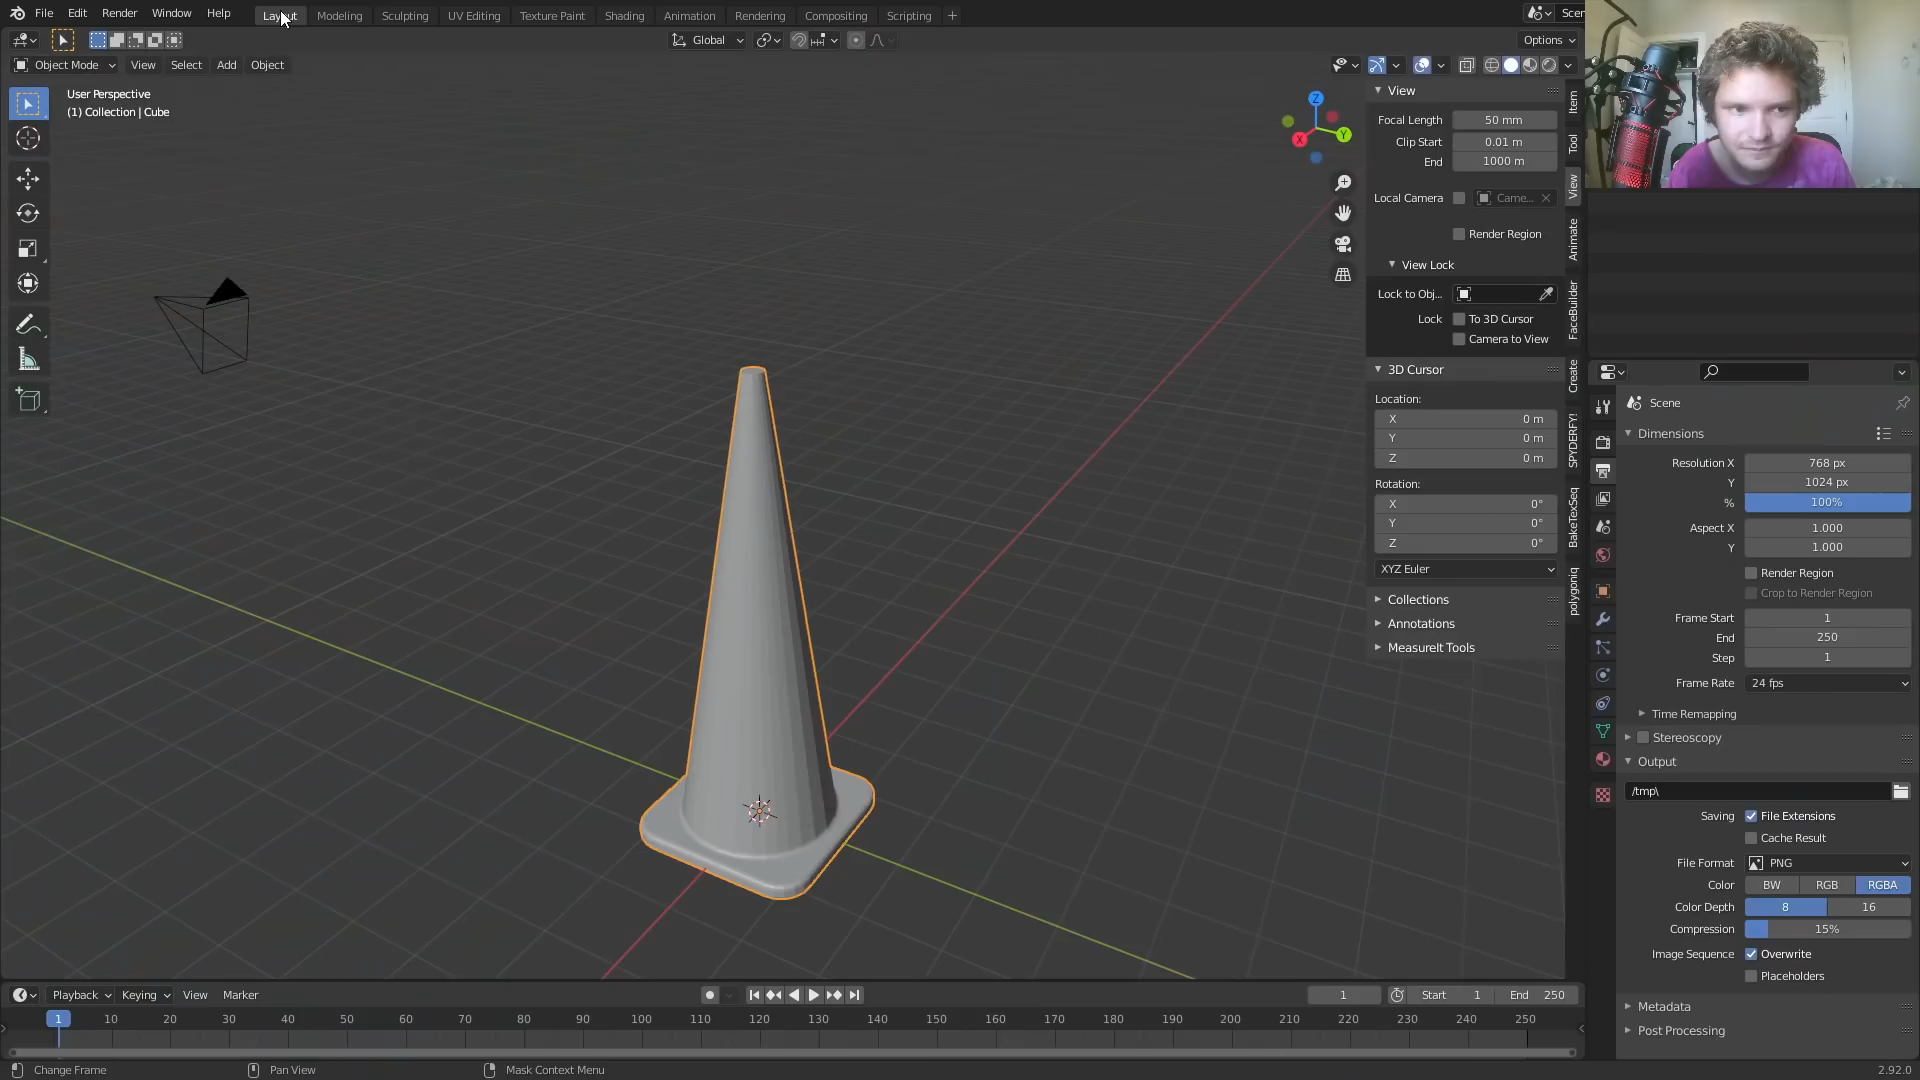 File Edit Render Window Help Layout Modeling Sculpting UV Editing Texture Paint Shading Animation Rendering Compositing Scripting + Scen
Global Options
Object Mode View Select Add Object
User Perspective
(1) Collection | Cube
Z
Y
X
View
Focal Length 50 mm
Clip Start 0.01 m
End 1000 m
Local Camera Came...
Render Region
View Lock
Lock to Obj...
Lock To 3D Cursor
Camera to View
3D Cursor
Location:
X 0 m
Y 0 m
Z 0 m
Rotation:
X 0°
Y 0°
Z 0°
XYZ Euler
Collections
Annotations
MeasureIt Tools
Item
Tool
View
Animate
FaceBuilder
Create
SPYDERFY!
BakeTexSeq
polygoniq
Scene
Dimensions
Resolution X 768 px
Y 1024 px
% 100%
Aspect X 1.000
Y 1.000
Render Region
Crop to Render Region
Frame Start 1
End 250
Step 1
Frame Rate 24 fps
Time Remapping
Stereoscopy
Output
/tmp\
Saving File Extensions
Cache Result
File Format PNG
Color BW RGB RGBA
Color Depth 8 16
Compression 15%
Image Sequence Overwrite
Placeholders
Metadata
Post Processing
Playback Keying View Marker 1 Start 1 End 250
1 10 20 30 40 50 60 70 80 90 100 110 120 130 140 150 160 170 180 190 200 210 220 230 240 250
Change Frame Pan View Mask Context Menu 2.92.0